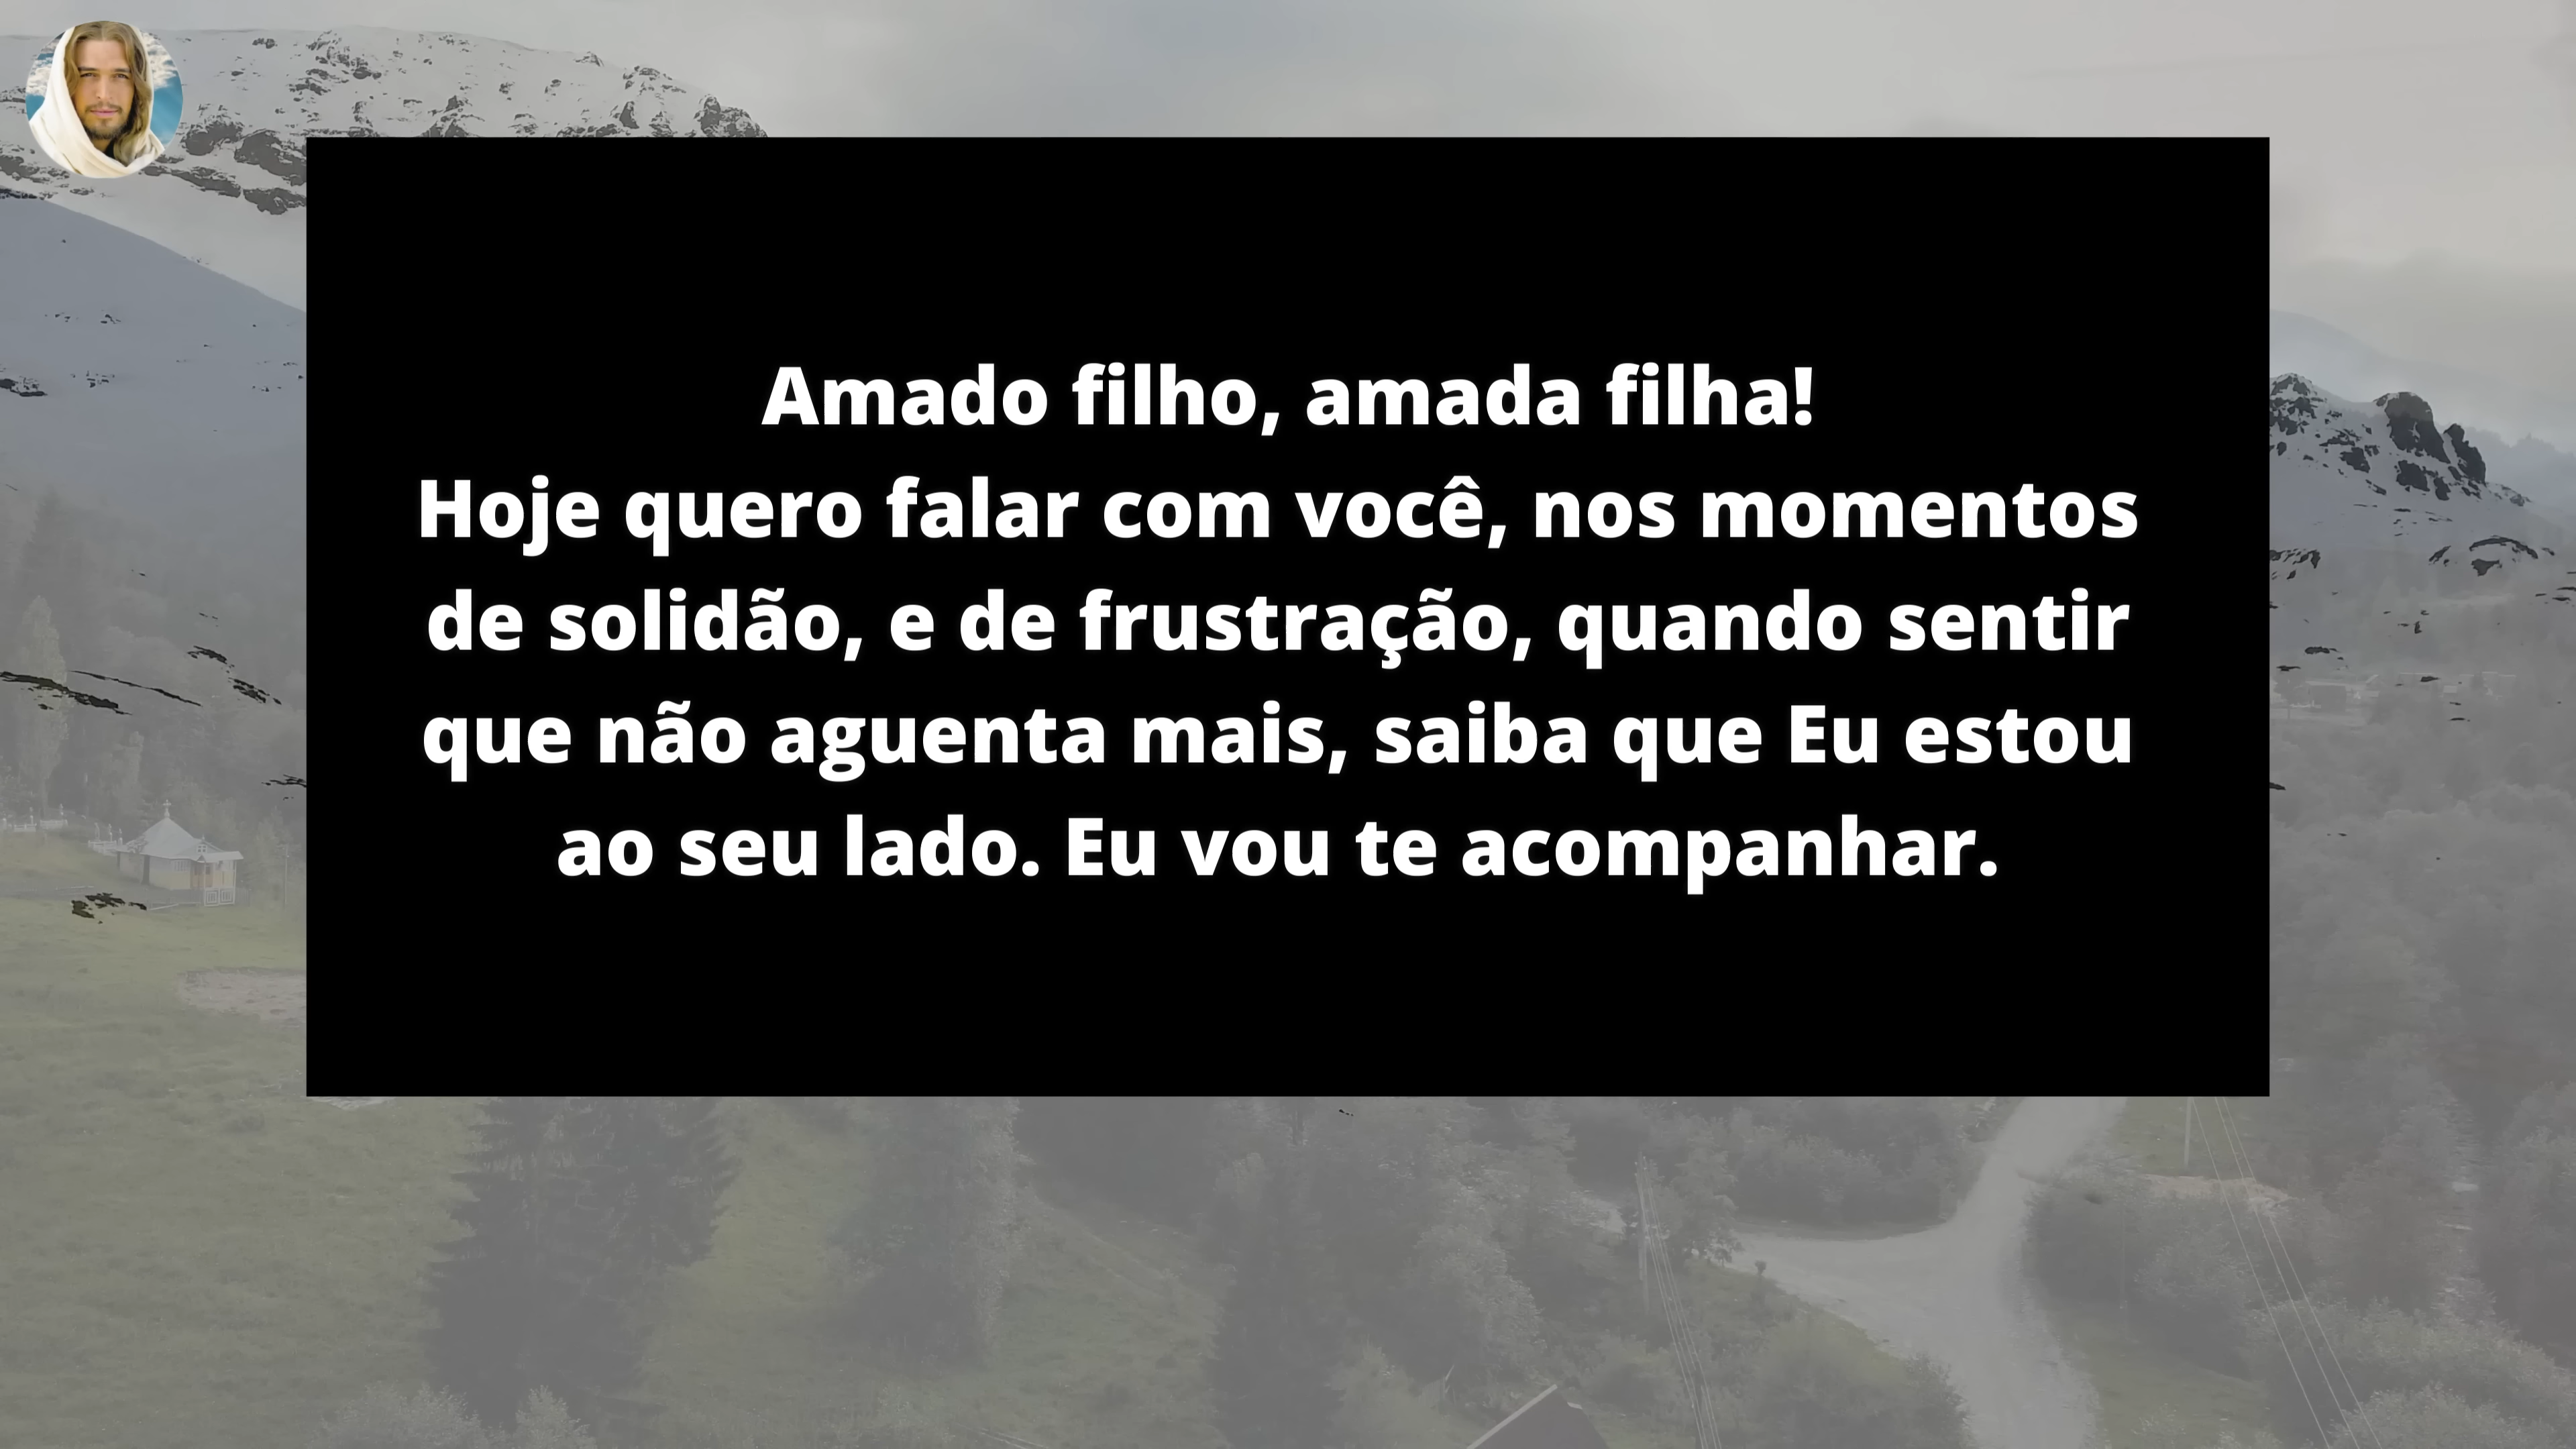 Amado filho, amada filha!
Hoje quero falar com você, nos momentos
de solidão, e de frustração, quando sentir
que não aguenta mais, saiba que Eu estou
ao seu lado. Eu vou te acompanhar.